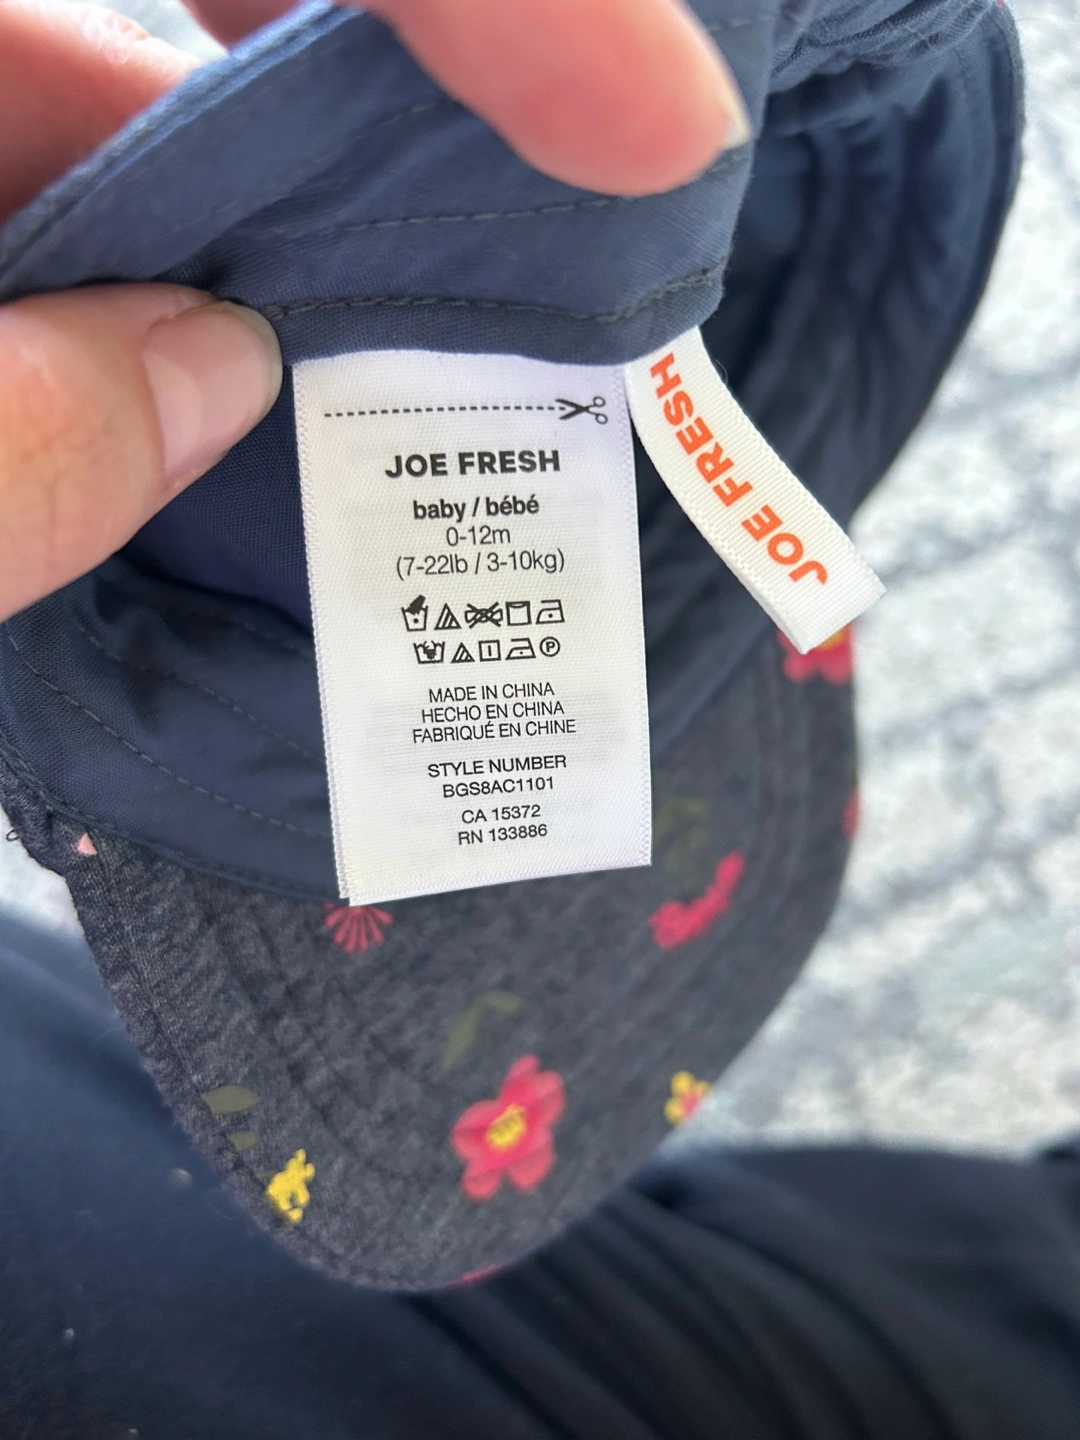 JOE FRESH
baby / bébé
0-12m
(7-22lb / 3-10kg)
P
MADE IN CHINA
HECHO EN CHINA
FABRIQUÉ EN CHINE
STYLE NUMBER
BGS8AC1101
CA 15372
RN 133886
JOE FRESH